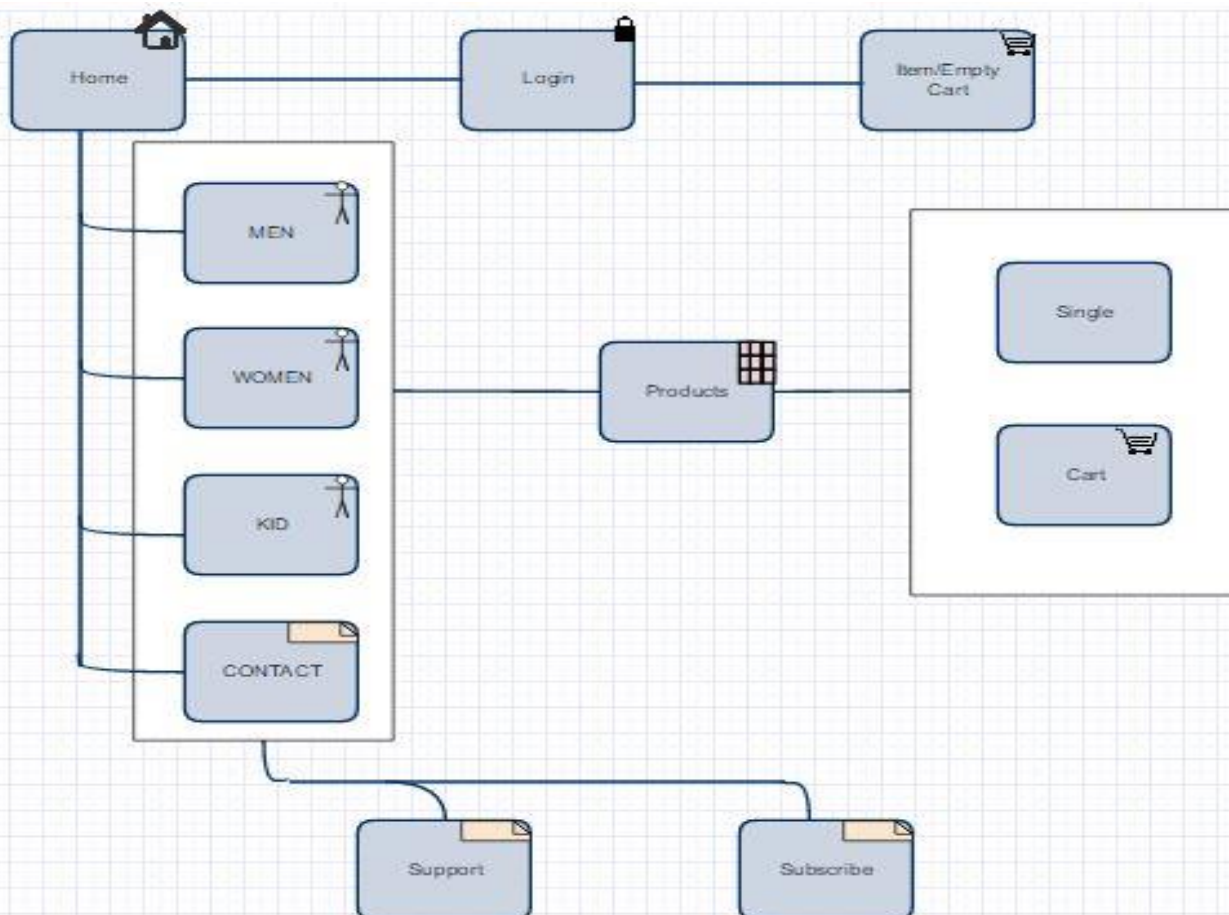 Home
Login
Item/Empty
Cart
MEN
WOMEN
KID
CONTACT
Products
Single
Cart
Support
Subscribe